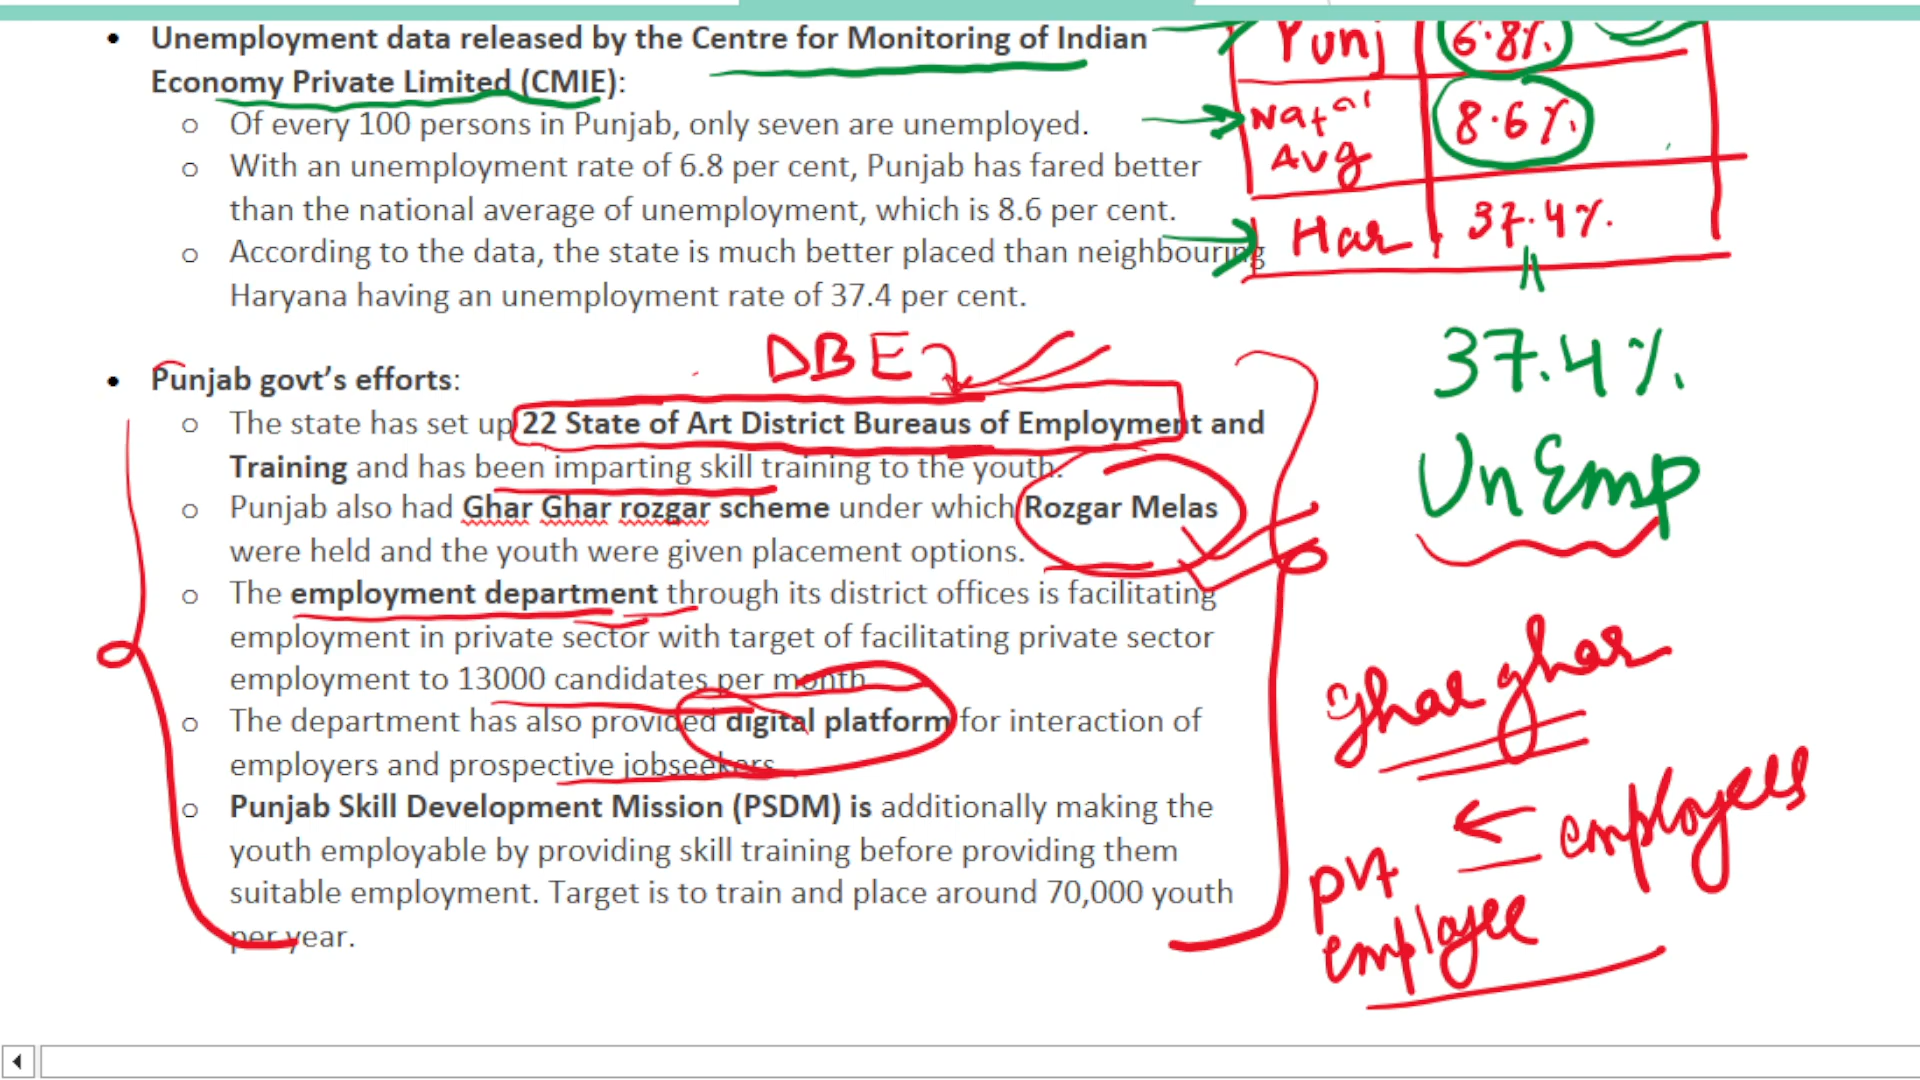 • Unemployment data released by the Centre for Monitoring of Indian
Economy Private Limited (CMIE):
o Of every 100 persons in Punjab, only seven are unemployed.
o With an unemployment rate of 6.8 per cent, Punjab has fared better
than the national average of unemployment, which is 8.6 per cent.
o According to the data, the state is much better placed than neighbouring
Haryana having an unemployment rate of 37.4 per cent.
Punj 6.8%.
Nat'al Avg 8.6%.
Har 37.4%.
37.4%.
UnEmp
DBE
• Punjab govt's efforts:
o The state has set up 22 State of Art District Bureaus of Employment and
Training and has been imparting skill training to the youth.
o Punjab also had Ghar Ghar rozgar scheme under which Rozgar Melas
were held and the youth were given placement options.
o The employment department through its district offices is facilitating
employment in private sector with target of facilitating private sector
employment to 13000 candidates per month
o The department has also provided digital platform for interaction of
employers and prospective jobseekers
o Punjab Skill Development Mission (PSDM) is additionally making the
youth employable by providing skill training before providing them
suitable employment. Target is to train and place around 70,000 youth
per year.
Ghar ghar
employees
pvt
employee